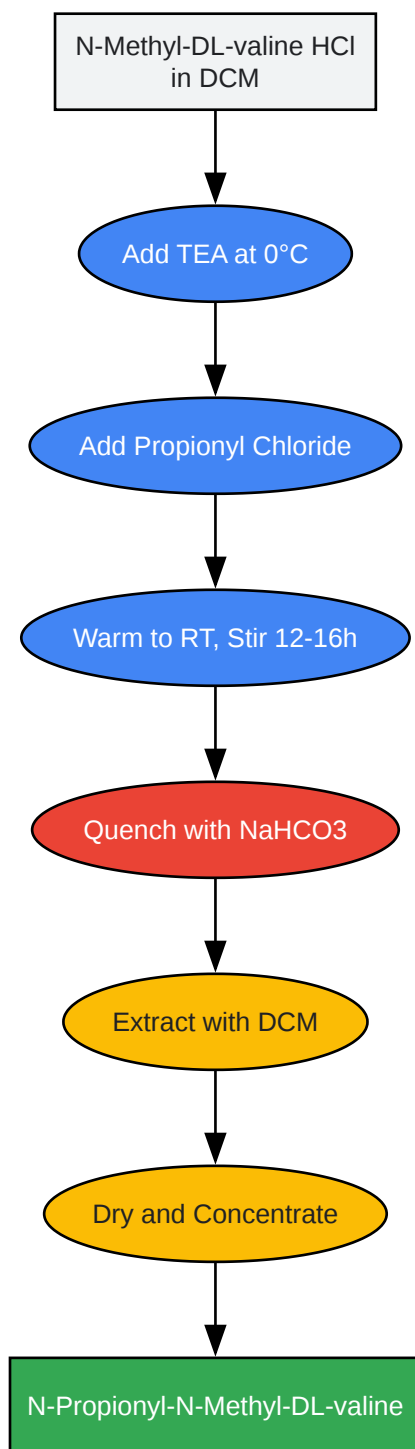 N-Methyl-DL-valine HCl
in DCM
Add TEA at 0°C
Add Propionyl Chloride
Warm to RT, Stir 12-16h
Quench with NaHCO3
Extract with DCM
Dry and Concentrate
N-Propionyl-N-Methyl-DL-valine